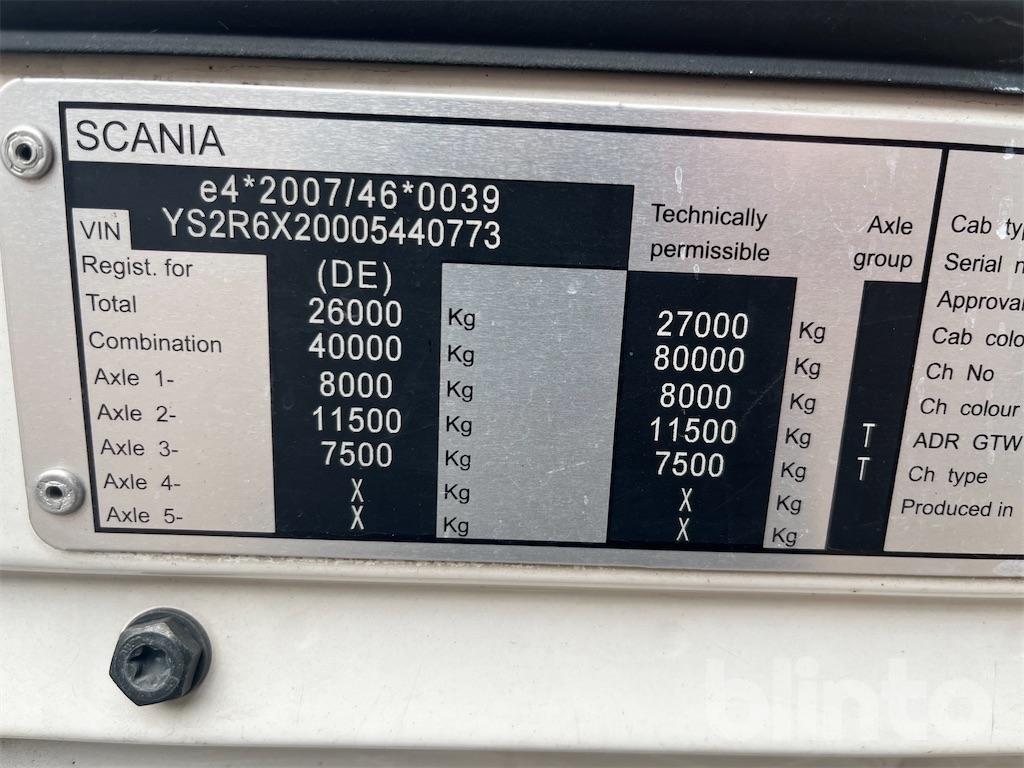 SCANIA
e4*2007/46*0039
VIN YS2R6X20005440773
Technically permissible
Axle group
Regist. for (DE)
Total 26000 Kg 27000 Kg
Combination 40000 Kg 80000 Kg
Axle 1- 8000 Kg 8000 Kg
Axle 2- 11500 Kg 11500 Kg T
Axle 3- 7500 Kg 7500 Kg T
Axle 4- X Kg X Kg
Axle 5- X Kg X Kg
Cab
Serial
Approval
Cab
Ch No
Ch colour
ADR GTW
Ch type
Produced in
blinto